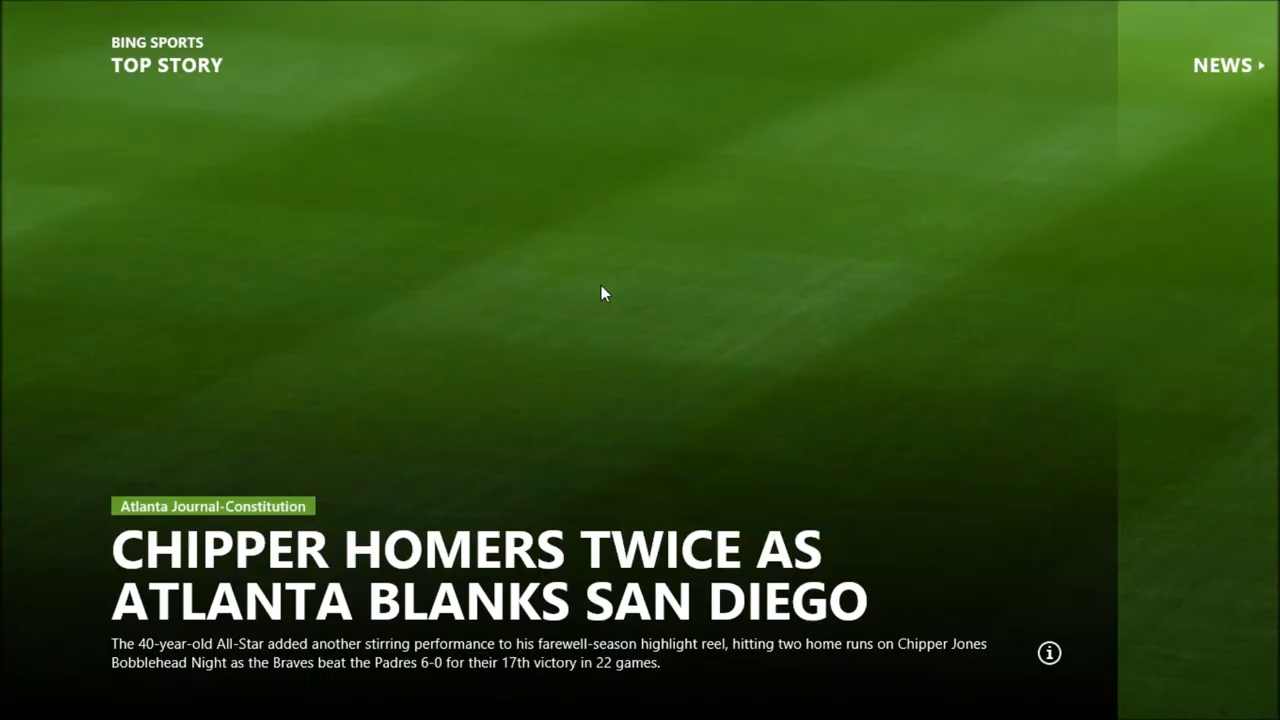 BING SPORTS
TOP STORY
NEWS
Atlanta Journal-Constitution
CHIPPER HOMERS TWICE AS
ATLANTA BLANKS SAN DIEGO
The 40-year-old All-Star added another stirring performance to his farewell-season highlight reel, hitting two home runs on Chipper Jones
Bobblehead Night as the Braves beat the Padres 6-0 for their 17th victory in 22 games.